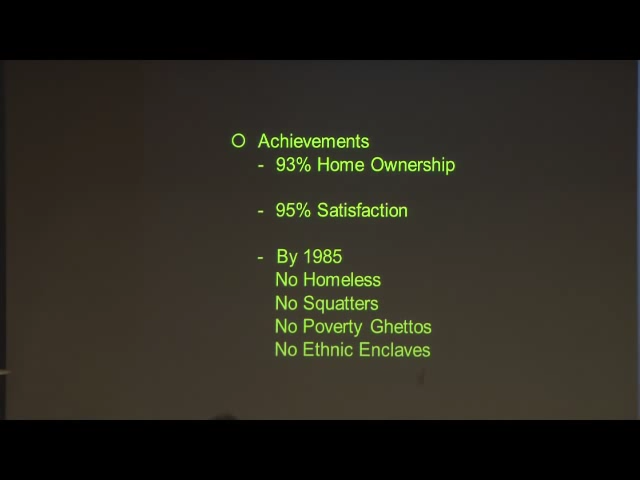 O Achievements
- 93% Home Ownership
- 95% Satisfaction
- By 1985
No Homeless
No Squatters
No Poverty Ghettos
No Ethnic Enclaves